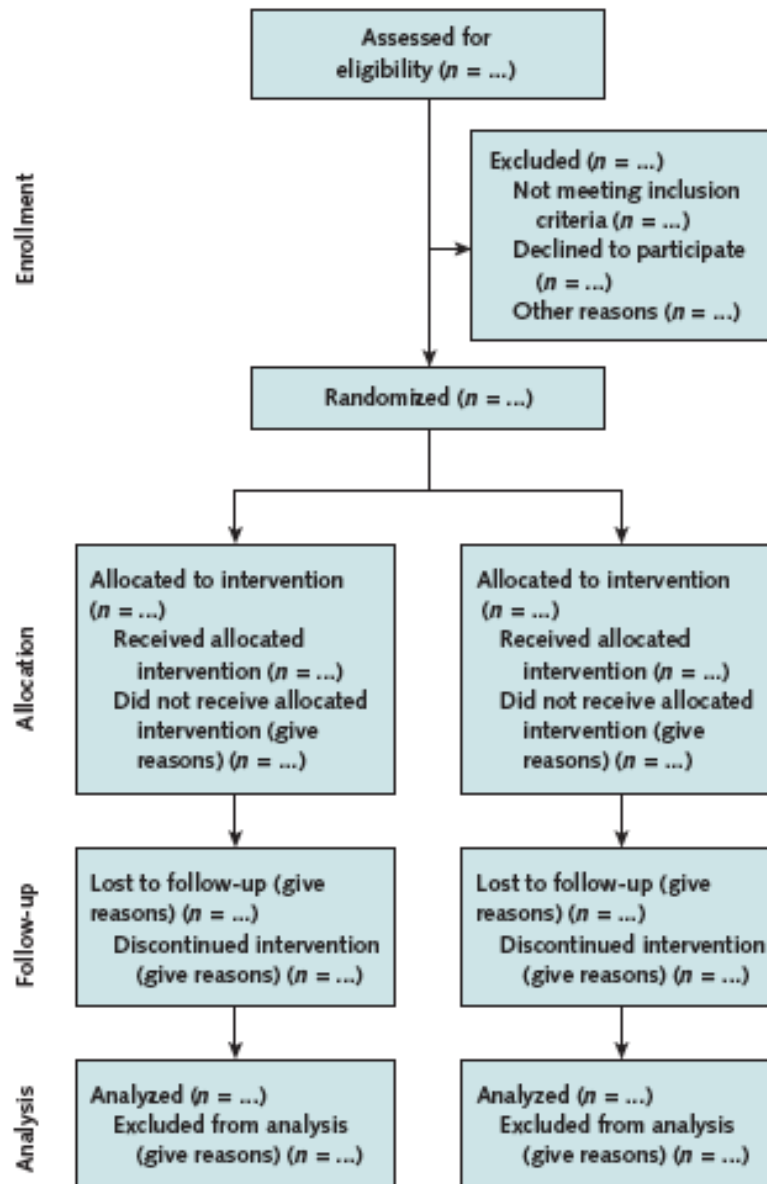 Assessed for
eligibility (n = ...)
Enrollment
Excluded (n = ...)
Not meeting inclusion
criteria (n = ...)
Declined to participate
(n = ...)
Other reasons (n = ...)
Randomized (n = ...)
Allocation
Allocated to intervention
(n = ...)
Received allocated
intervention (n = ...)
Did not receive allocated
intervention (give
reasons) (n = ...)
Allocated to intervention
(n = ...)
Received allocated
intervention (n = ...)
Did not receive allocated
intervention (give
reasons) (n = ...)
Follow-up
Lost to follow-up (give
reasons) (n = ...)
Discontinued intervention
(give reasons) (n = ...)
Lost to follow-up (give
reasons) (n = ...)
Discontinued intervention
(give reasons) (n = ...)
Analysis
Analyzed (n = ...)
Excluded from analysis
(give reasons) (n = ...)
Analyzed (n = ...)
Excluded from analysis
(give reasons) (n = ...)